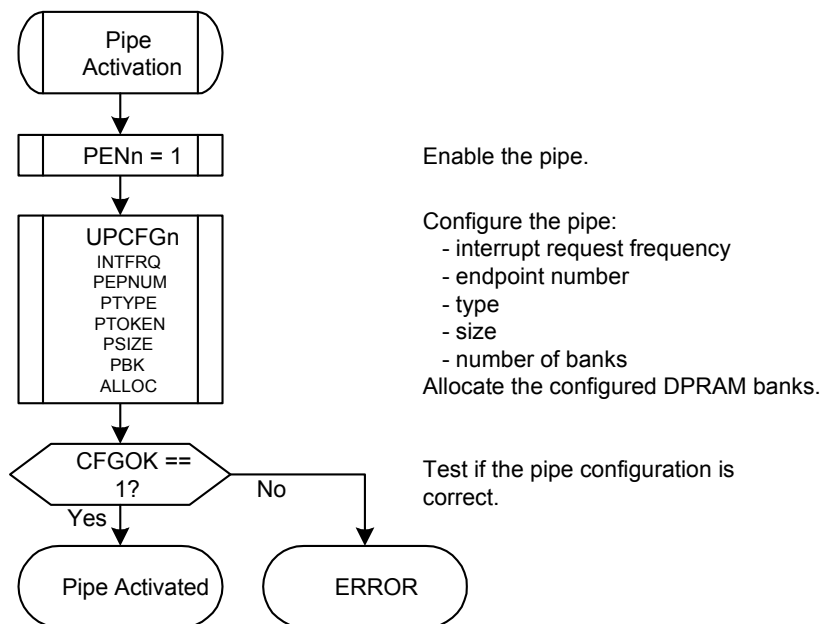 Pipe
Activation
PENn = 1
Enable the pipe.
UPCFGn
INTFRQ
PEPNUM
PTYPE
PTOKEN
PSIZE
PBK
ALLOC
Configure the pipe:
- interrupt request frequency
- endpoint number
- type
- size
- number of banks
Allocate the configured DPRAM banks.
CFGOK ==
1?
No
Yes
Test if the pipe configuration is
correct.
Pipe Activated
ERROR